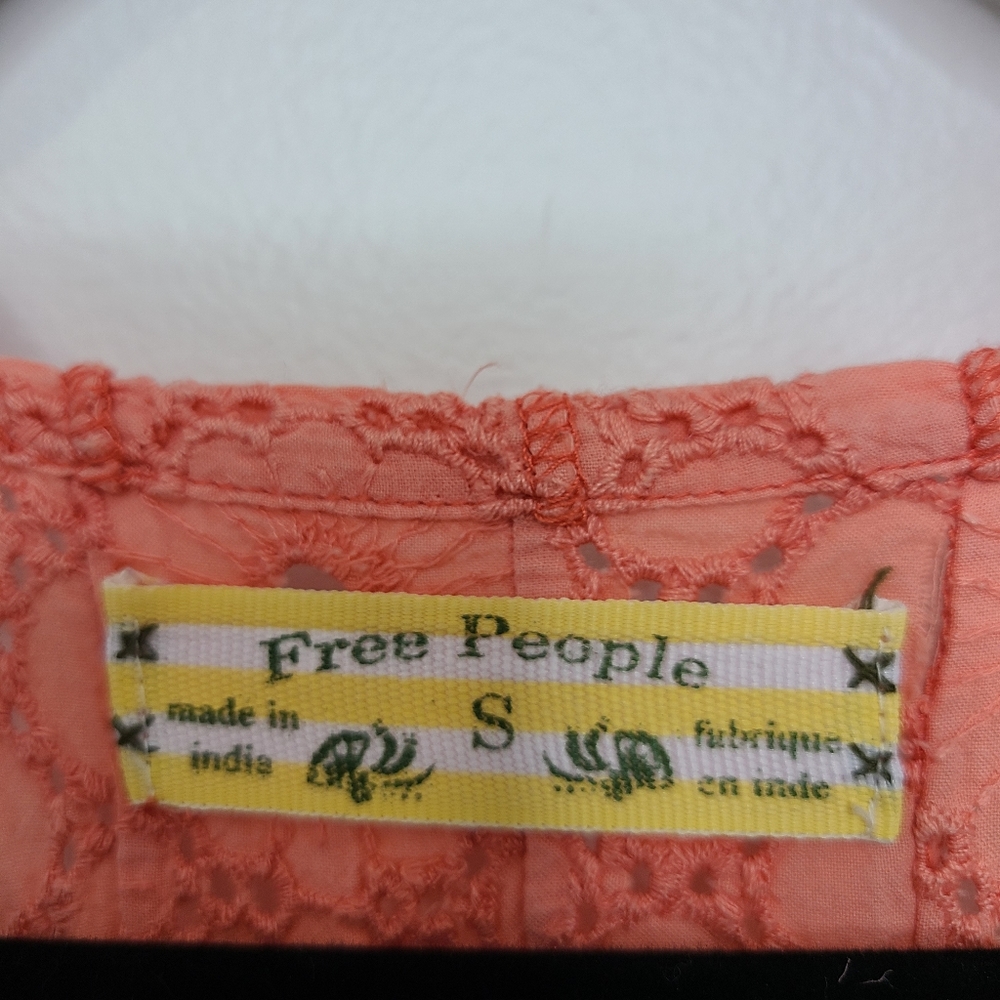 Free People
S
made in
india
fabrique
en inde